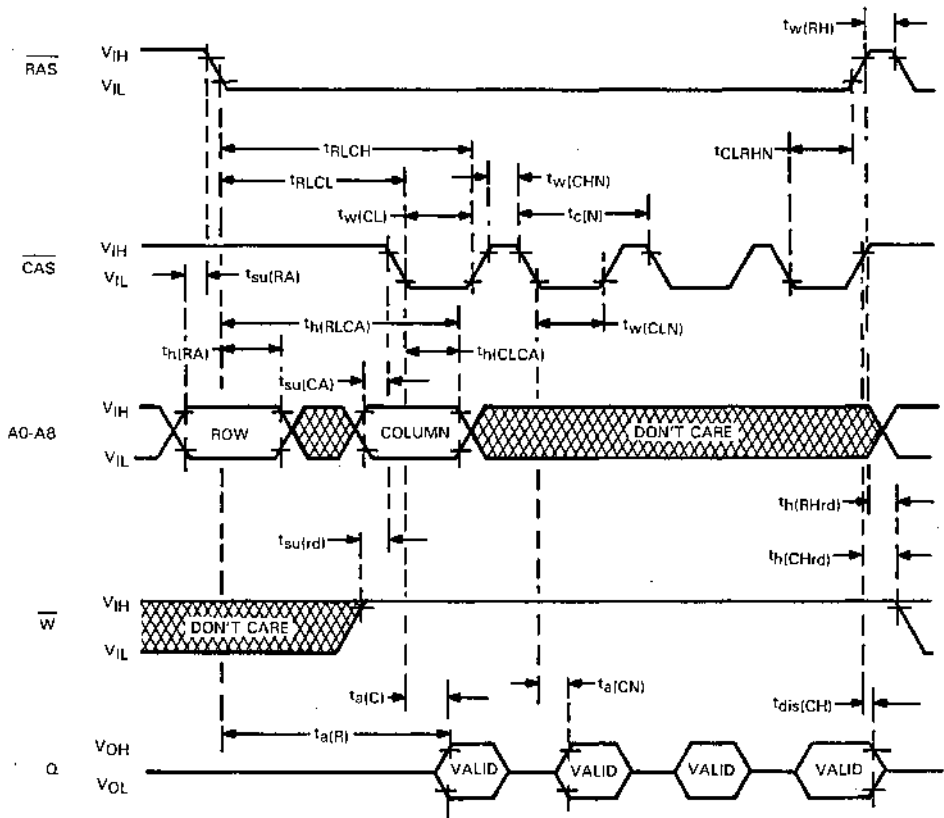 tw(RH)
VIH
RAS
VIL
tRLCH
tCLRHN
tRLCL
tw(CHN)
tw(CL)
tc(N)
VIH
CAS
VIL
tsu(RA)
th(RLCA)
tw(CLN)
th(RA)
th(CLCA)
tsu(CA)
VIH
A0-A8
ROW
COLUMN
DON'T CARE
VIL
th(RHrd)
tsu(rd)
th(CHrd)
VIH
W
DON'T CARE
VIL
ta(C)
ta(CN)
tdis(CH)
ta(R)
VOH
Q
VALID
VALID
VALID
VALID
VOL